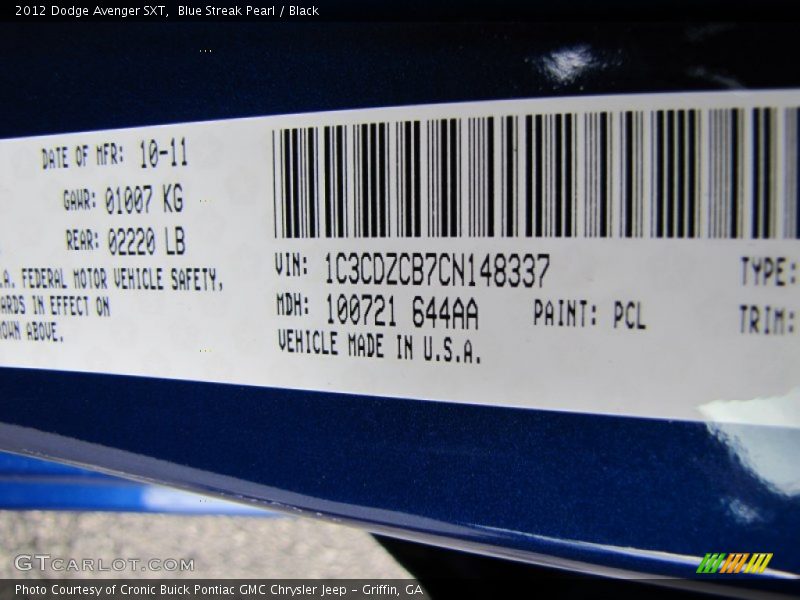 2012 Dodge Avenger SXT, Blue Streak Pearl / Black
DATE OF MFR: 10-11
GAWR: 01007 KG
REAR: 02220 LB
.A. FEDERAL MOTOR VEHICLE SAFETY,
ARDS IN EFFECT ON
OWN ABOVE.
VIN: 1C3CDZCB7CN148337
MDH: 100721 644AA PAINT: PCL
VEHICLE MADE IN U.S.A.
TYPE:
TRIM:
GTCARLOT.COM
Photo Courtesy of Cronic Buick Pontiac GMC Chrysler Jeep - Griffin, GA